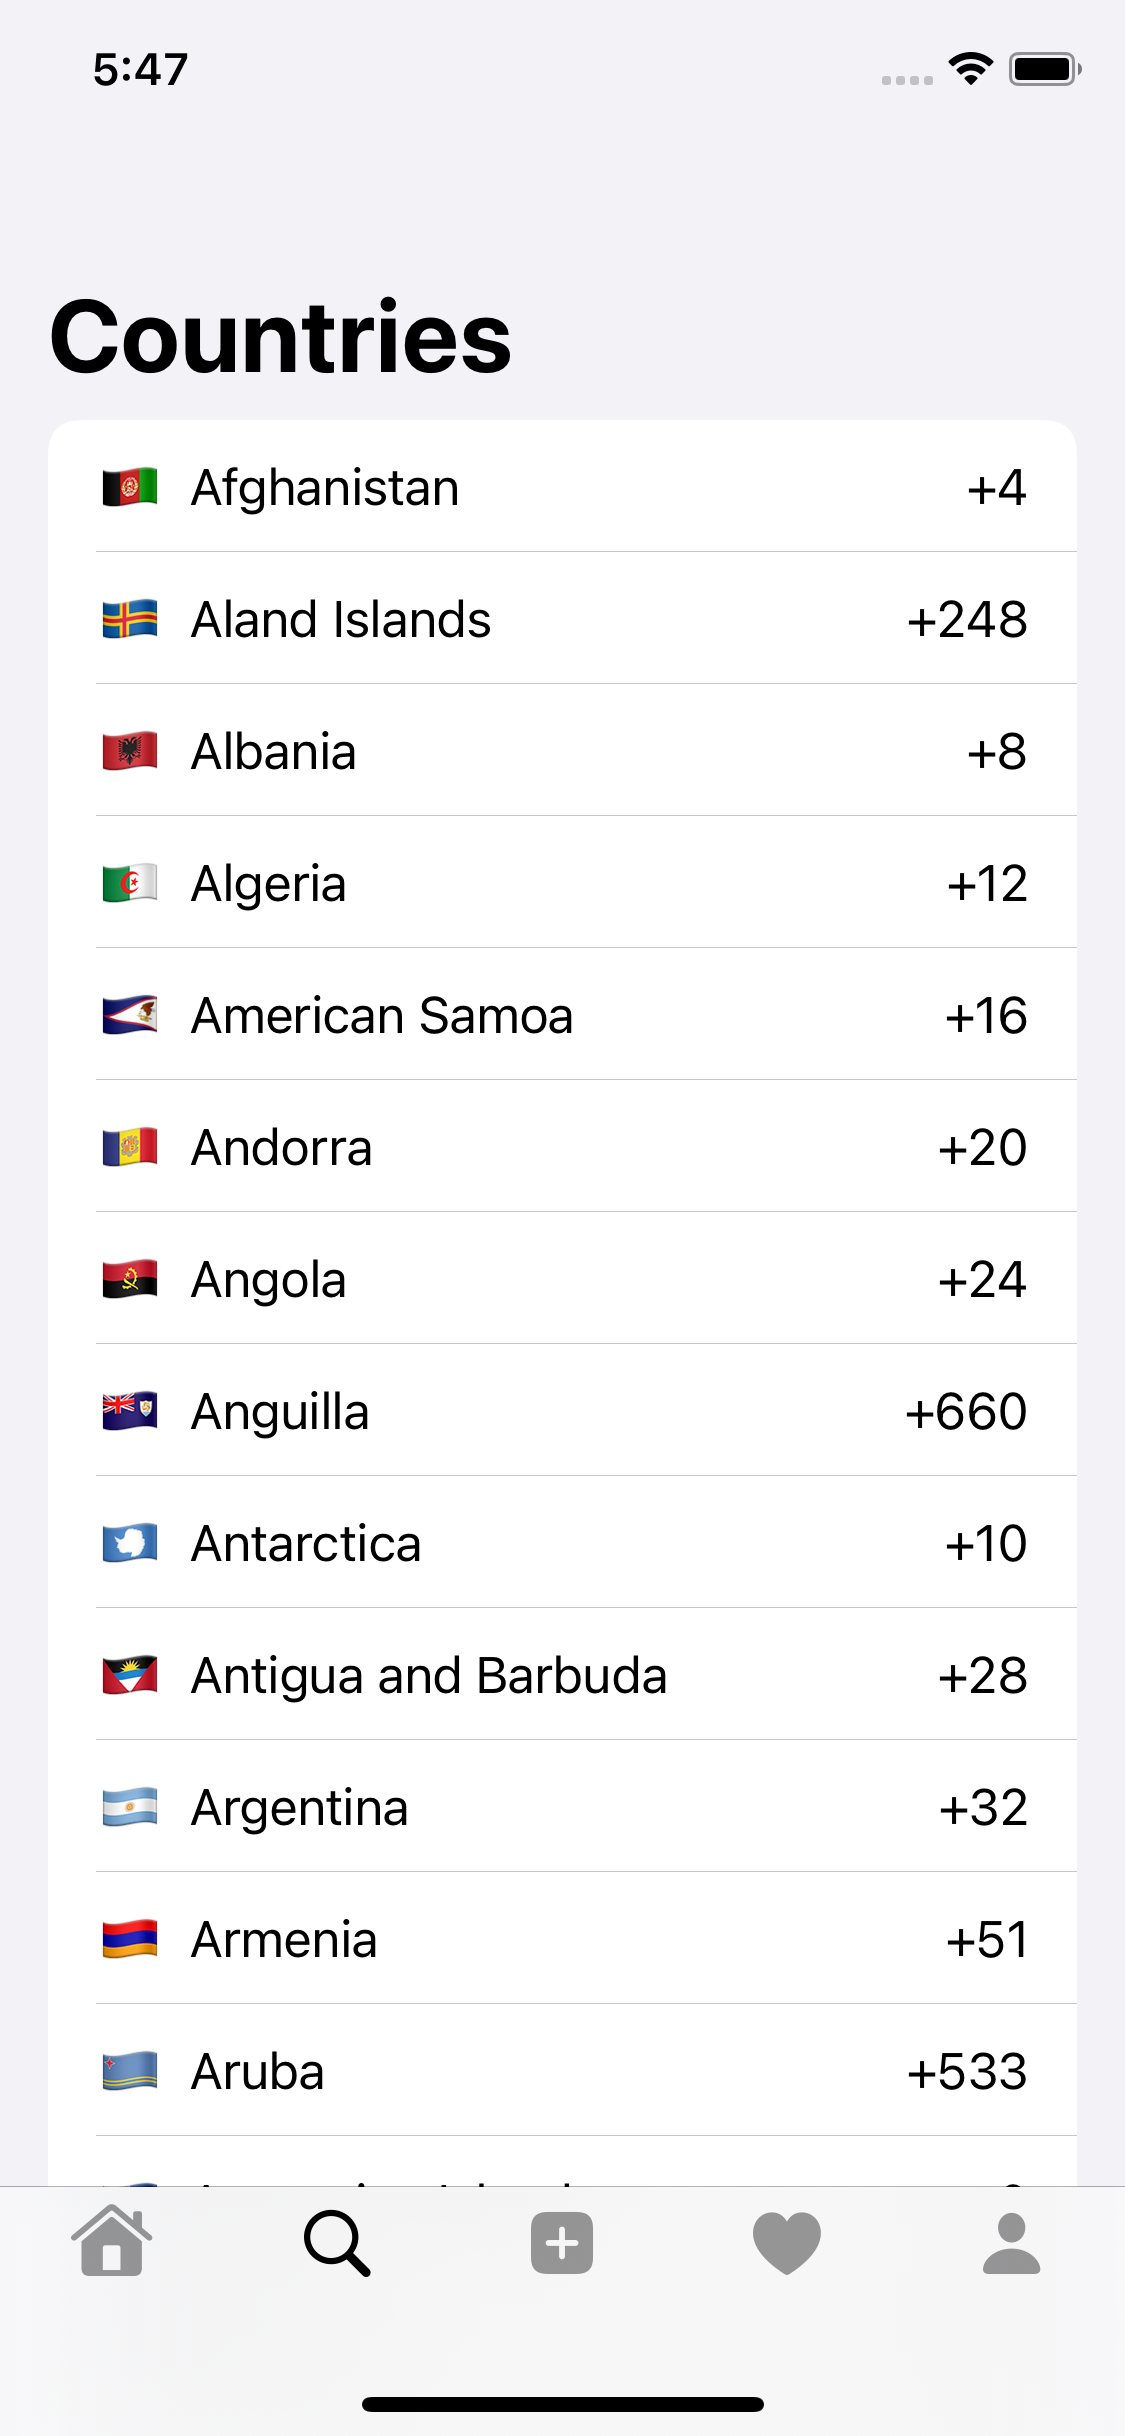 5:47
Countries
Afghanistan +4
Aland Islands +248
Albania +8
Algeria +12
American Samoa +16
Andorra +20
Angola +24
Anguilla +660
Antarctica +10
Antigua and Barbuda +28
Argentina +32
Armenia +51
Aruba +533